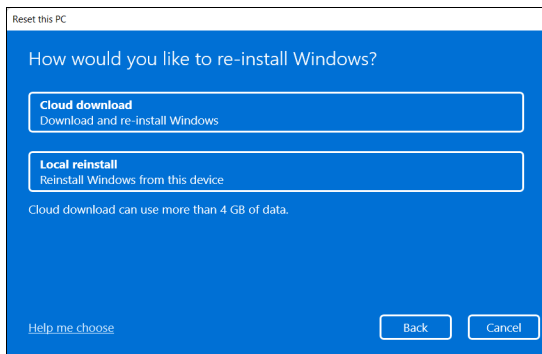 Reset this PC
How would you like to re-install Windows?
Cloud download
Download and re-install Windows
Local reinstall
Reinstall Windows from this device
Cloud download can use more than 4 GB of data.
Help me choose
Back
Cancel